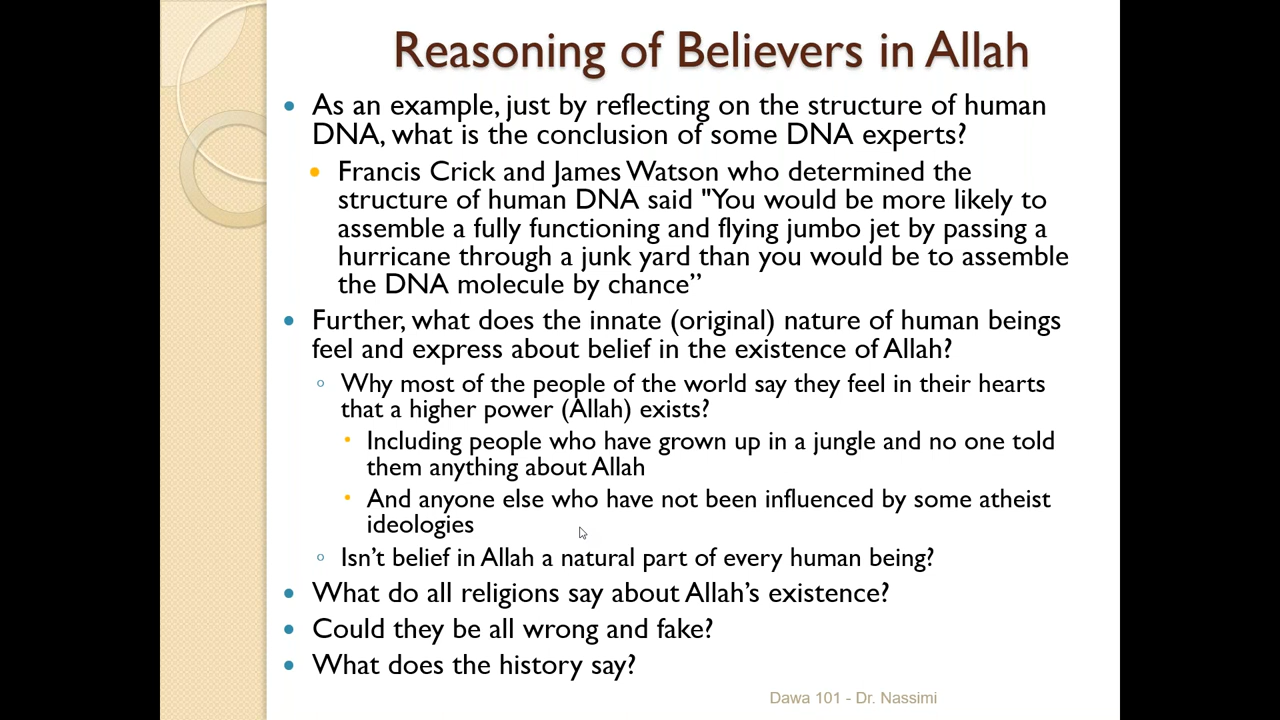 Reasoning of Believers in Allah
• As an example, just by reflecting on the structure of human
DNA, what is the conclusion of some DNA experts?
• Francis Crick and James Watson who determined the
structure of human DNA said "You would be more likely to
assemble a fully functioning and flying jumbo jet by passing a
hurricane through a junk yard than you would be to assemble
the DNA molecule by chance”
• Further, what does the innate (original) nature of human beings
feel and express about belief in the existence of Allah?
◦ Why most of the people of the world say they feel in their hearts
that a higher power (Allah) exists?
• Including people who have grown up in a jungle and no one told
them anything about Allah
• And anyone else who have not been influenced by some atheist
ideologies
◦ Isn’t belief in Allah a natural part of every human being?
• What do all religions say about Allah’s existence?
• Could they be all wrong and fake?
• What does the history say?
Dawa 101 - Dr. Nassimi